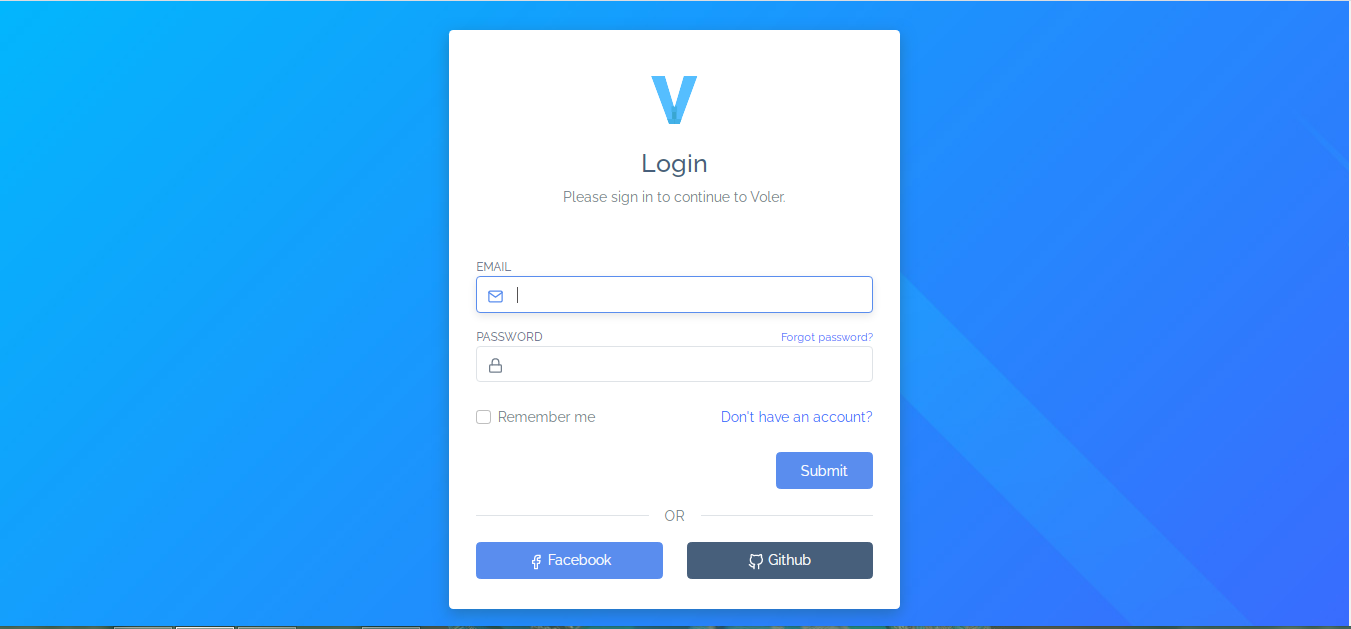 V
Login
Please sign in to continue to Voler.
EMAIL
PASSWORD Forgot password?
Remember me Don't have an account?
Submit
OR
Facebook Github